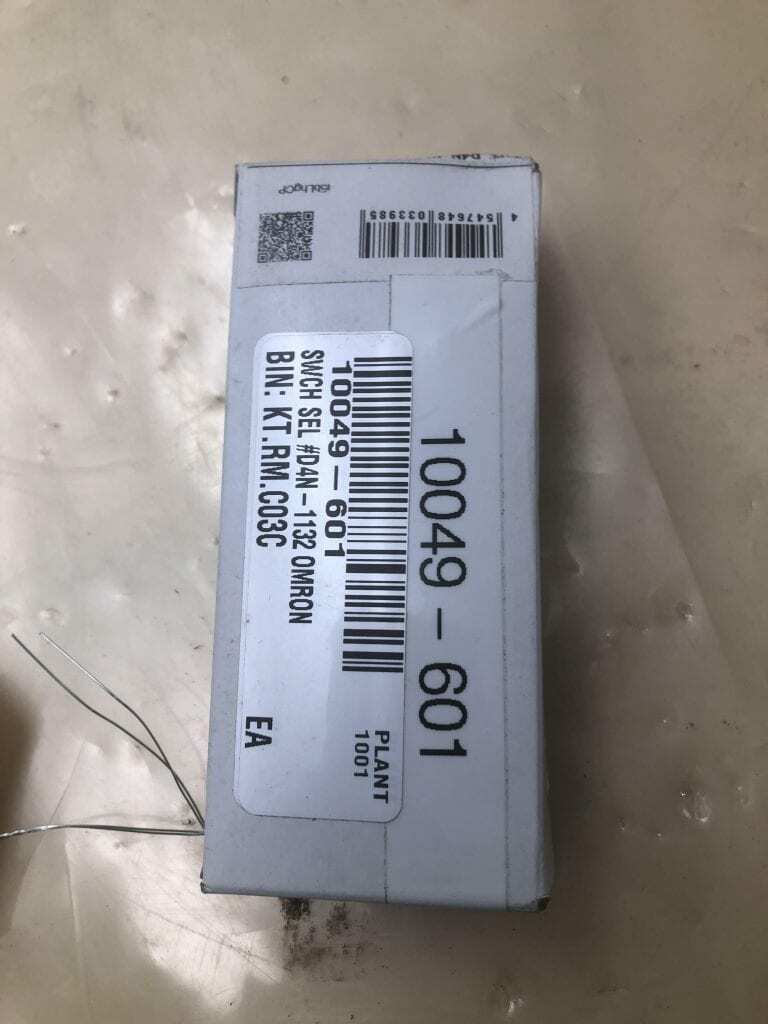 iSbLhgCP
4 547648 033985
10049-601
10049-601
SWCH SEL #D4N-1132 OMRON
BIN: KT.RM.C03C
PLANT
1001
EA